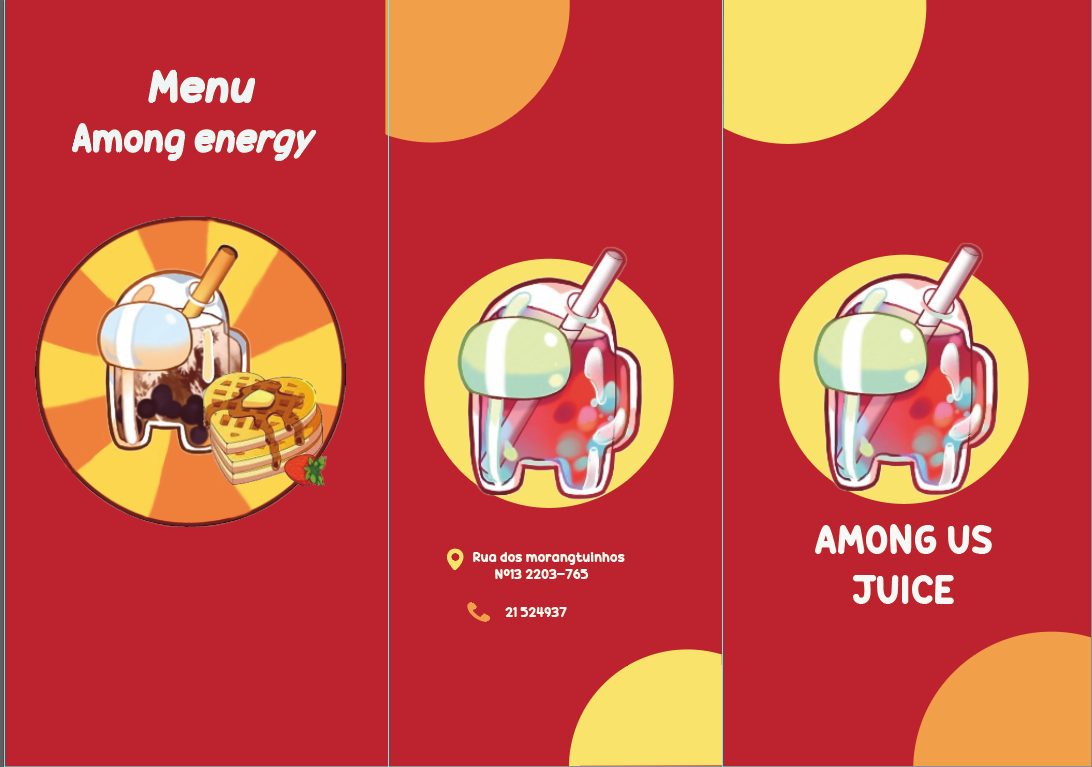 Menu
Among energy
Rua dos morangtuinhos
Nº13 2203-765
21 524937
AMONG US
JUICE